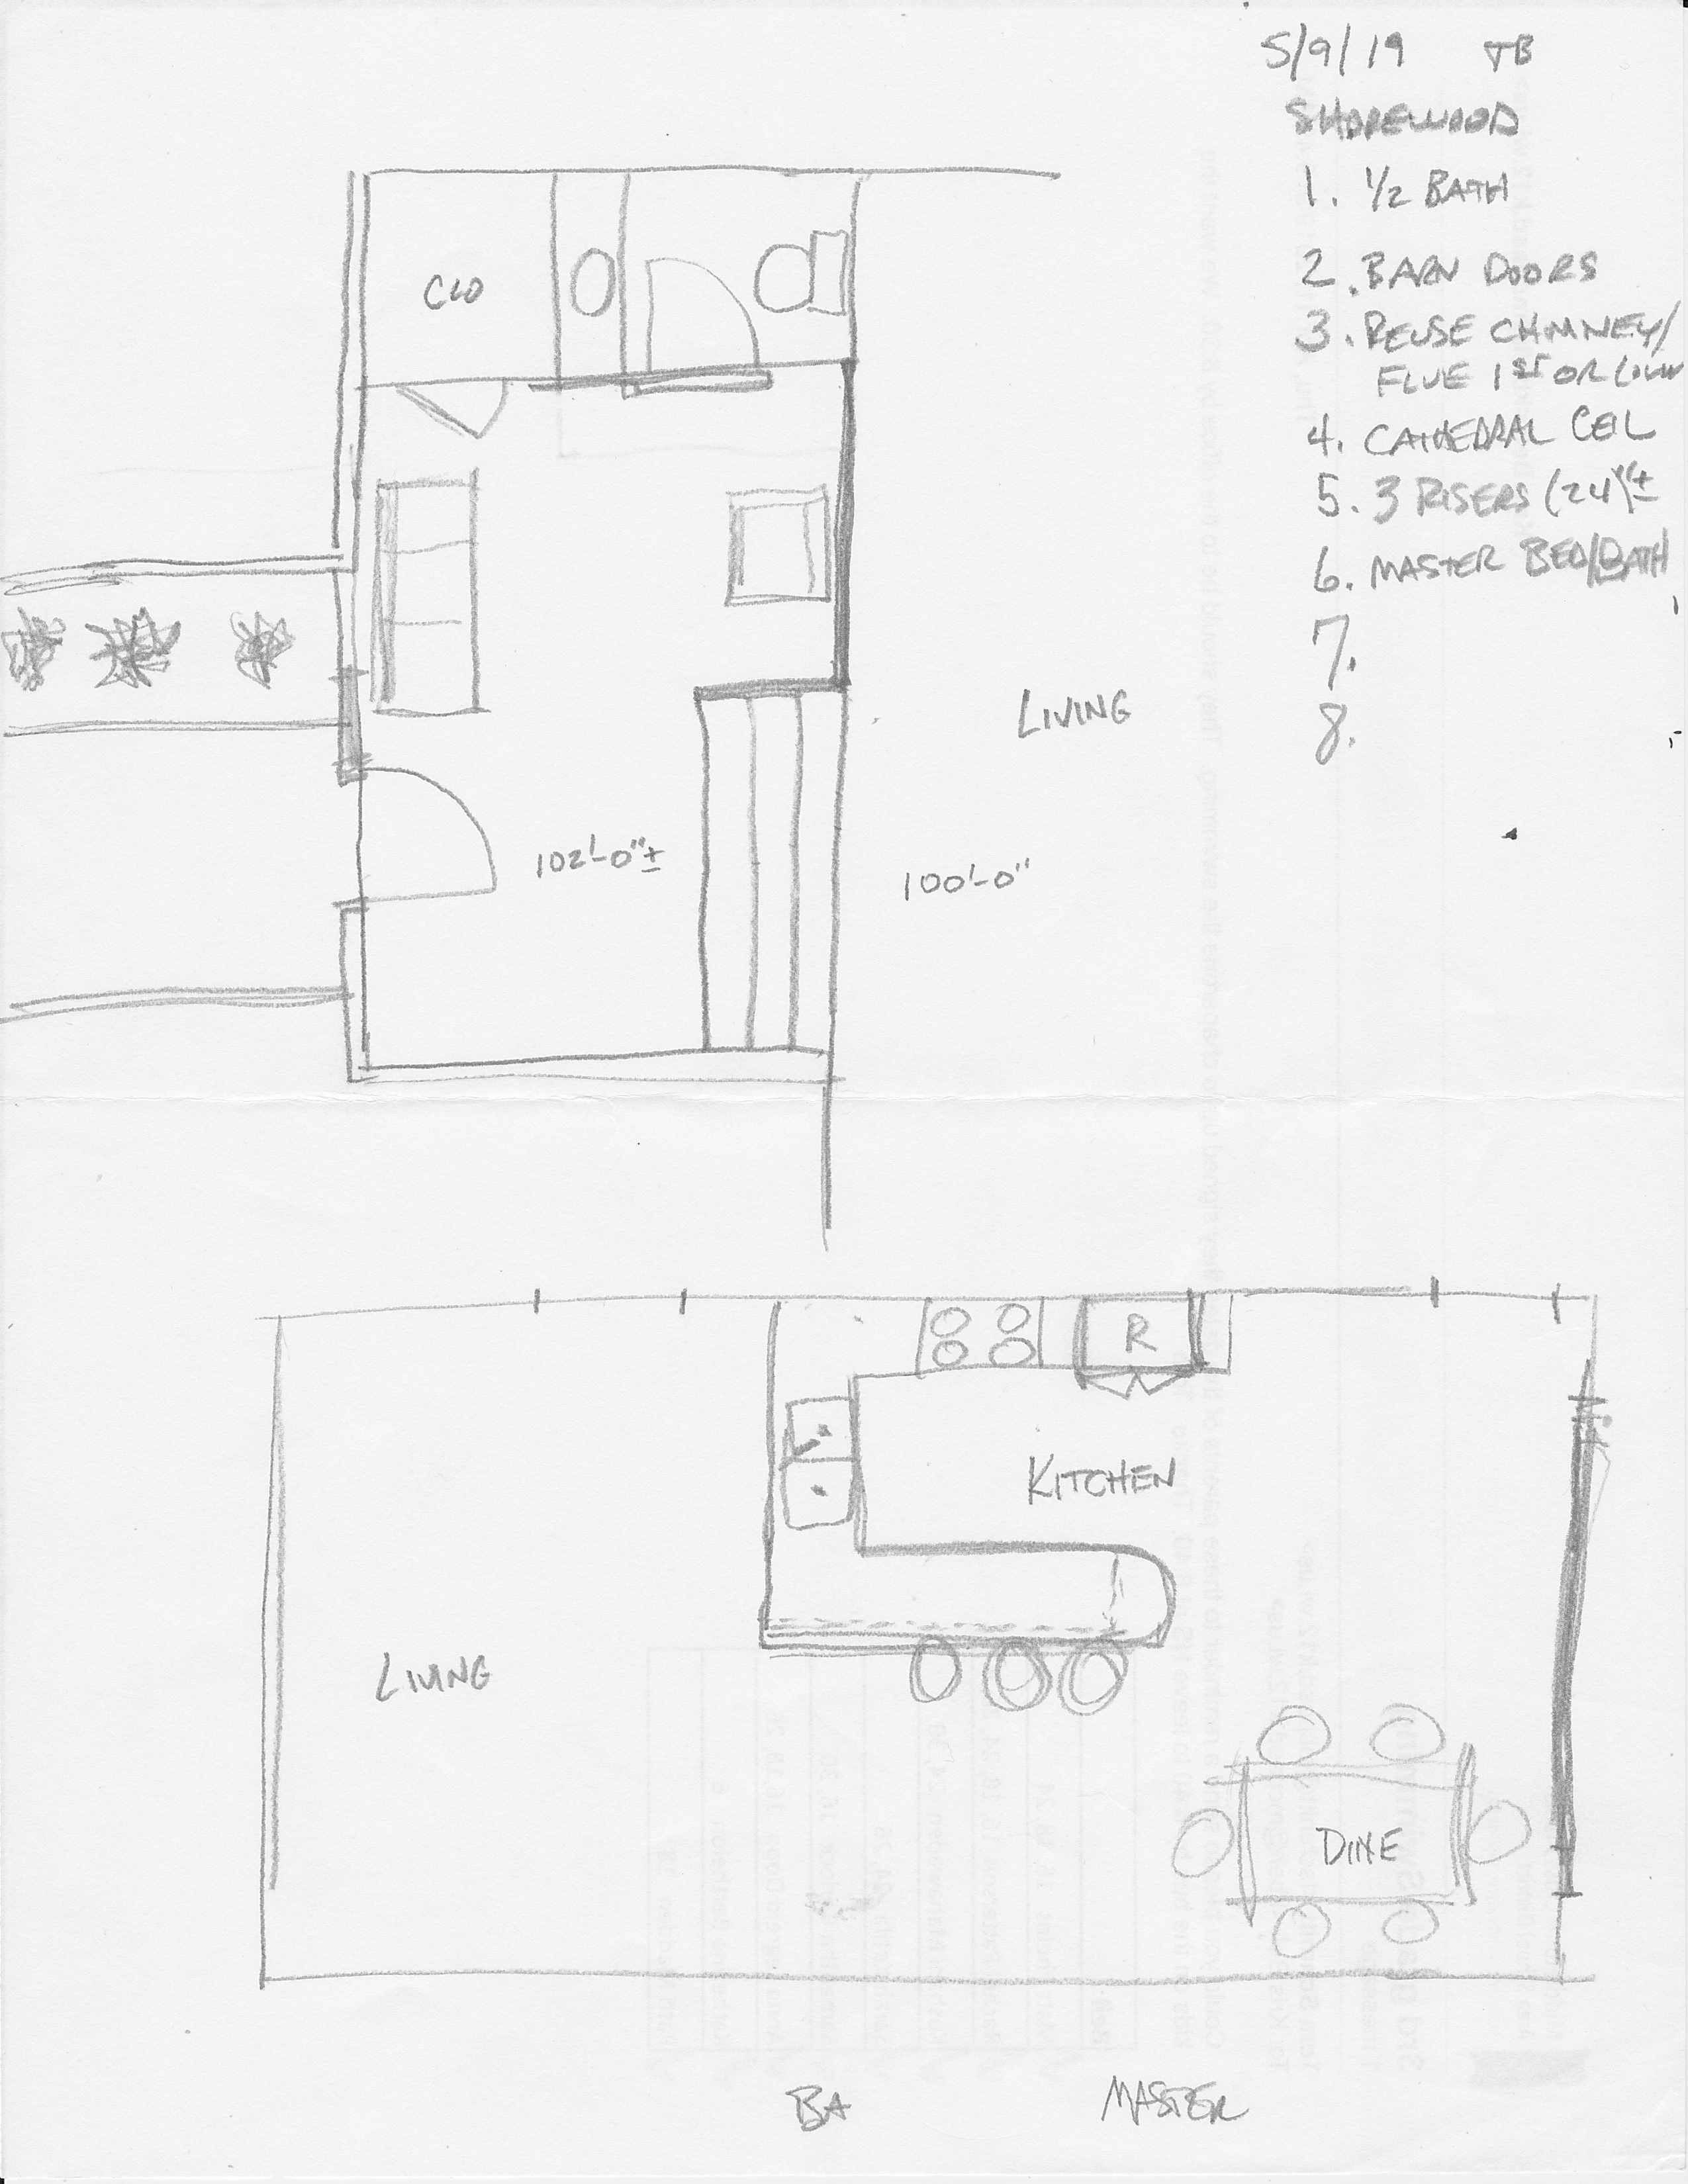 5/9/19 TB
SHOREWOOD
1. 1/2 BATH
2. BARN DOORS
3. REUSE CHIMNEY/
FLUE 1ST OR
4. CATHEDRAL CEIL
5. 3 RISERS (24)"±
6. MASTER BED/BATH
7.
8.
CLO
LIVING
102'-0"±
100'-0"
R
KITCHEN
LIVING
DINE
BA
MASTER